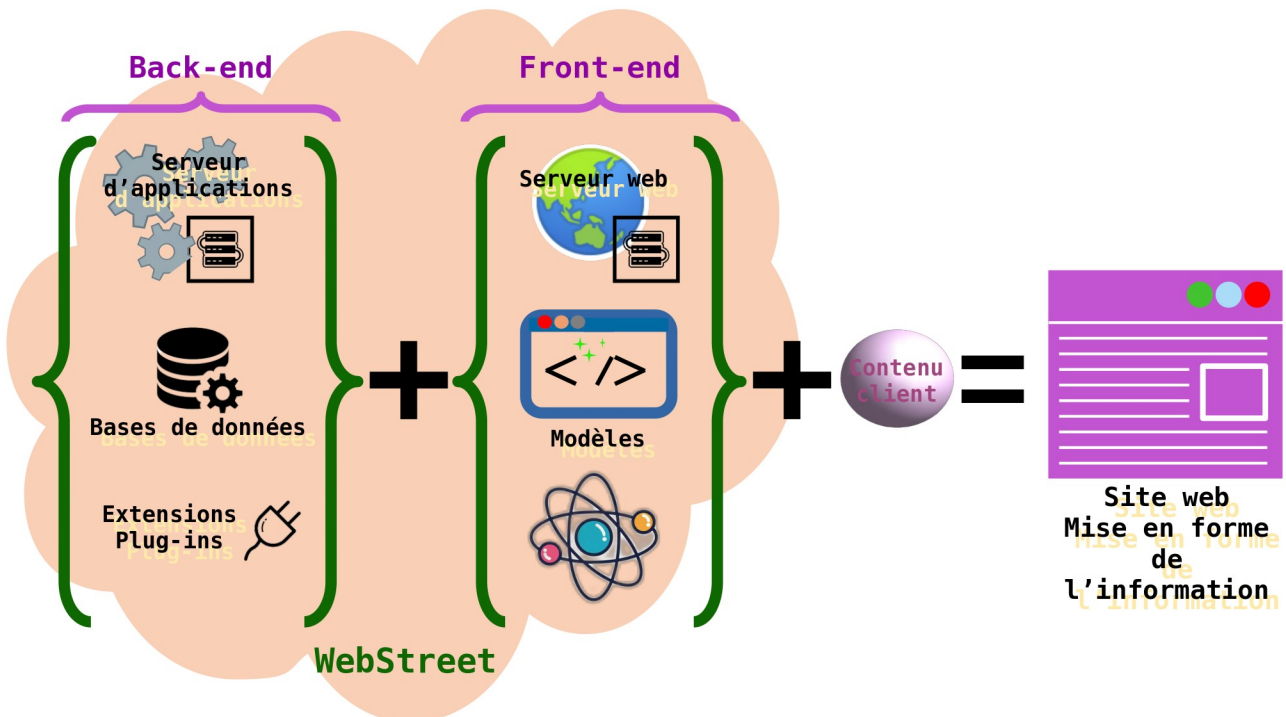 Back-end
Serveur
d’applications
Bases de données
Extensions
Plug-ins
Front-end
Serveur web
</>
Modèles
WebStreet
Contenu
client
Site web
Mise en forme
de
l’information